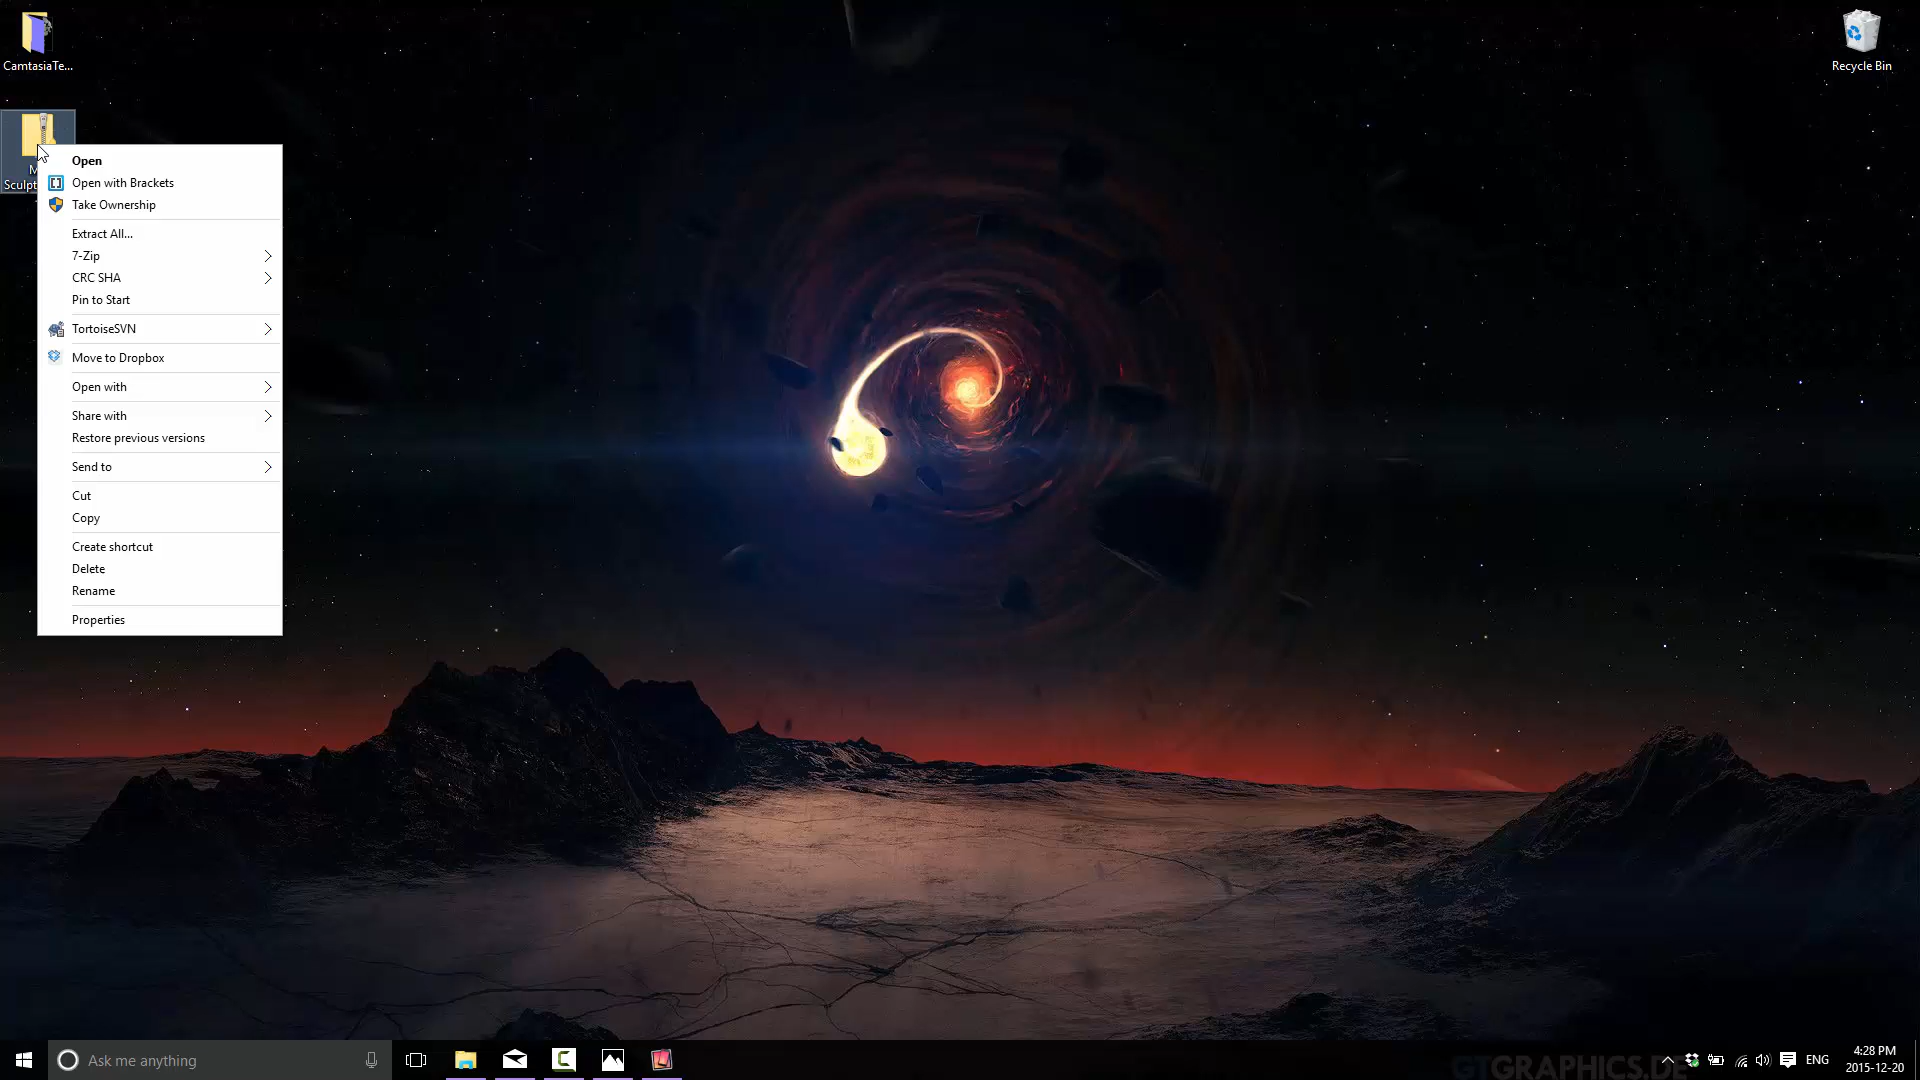 CamtasiaTe...
Recycle Bin
Open
Open with Brackets
Take Ownership
Extract All...
7-Zip
CRC SHA
Pin to Start
TortoiseSVN
Move to Dropbox
Open with
Share with
Restore previous versions
Send to
Cut
Copy
Create shortcut
Delete
Rename
Properties
Ask me anything
GTGRAPHICS.DE
ENG
4:28 PM
2015-12-20